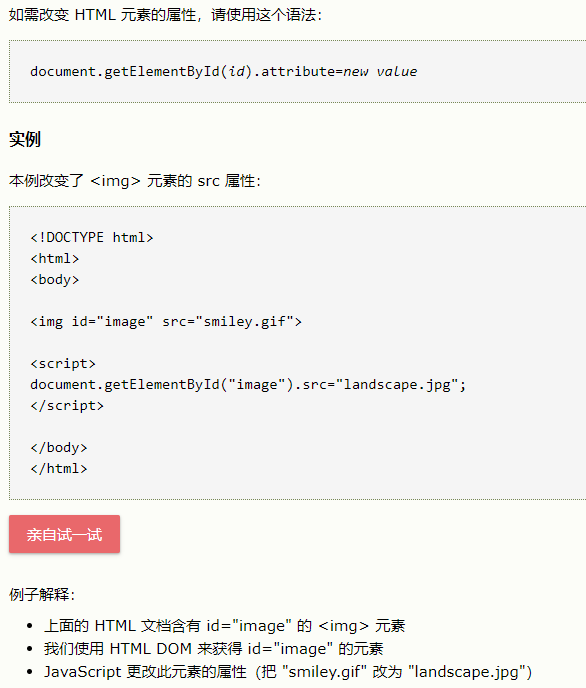 如需改变 HTML 元素的属性，请使用这个语法：
document.getElementById(id).attribute=new value
实例
本例改变了 <img> 元素的 src 属性：
<!DOCTYPE html>
<html>
<body>
<img id="image" src="smiley.gif">
<script>
document.getElementById("image").src="landscape.jpg";
</script>
</body>
</html>
亲自试一试
例子解释：
• 上面的 HTML 文档含有 id="image" 的 <img> 元素
• 我们使用 HTML DOM 来获得 id="image" 的元素
• JavaScript 更改此元素的属性（把 "smiley.gif" 改为 "landscape.jpg"）